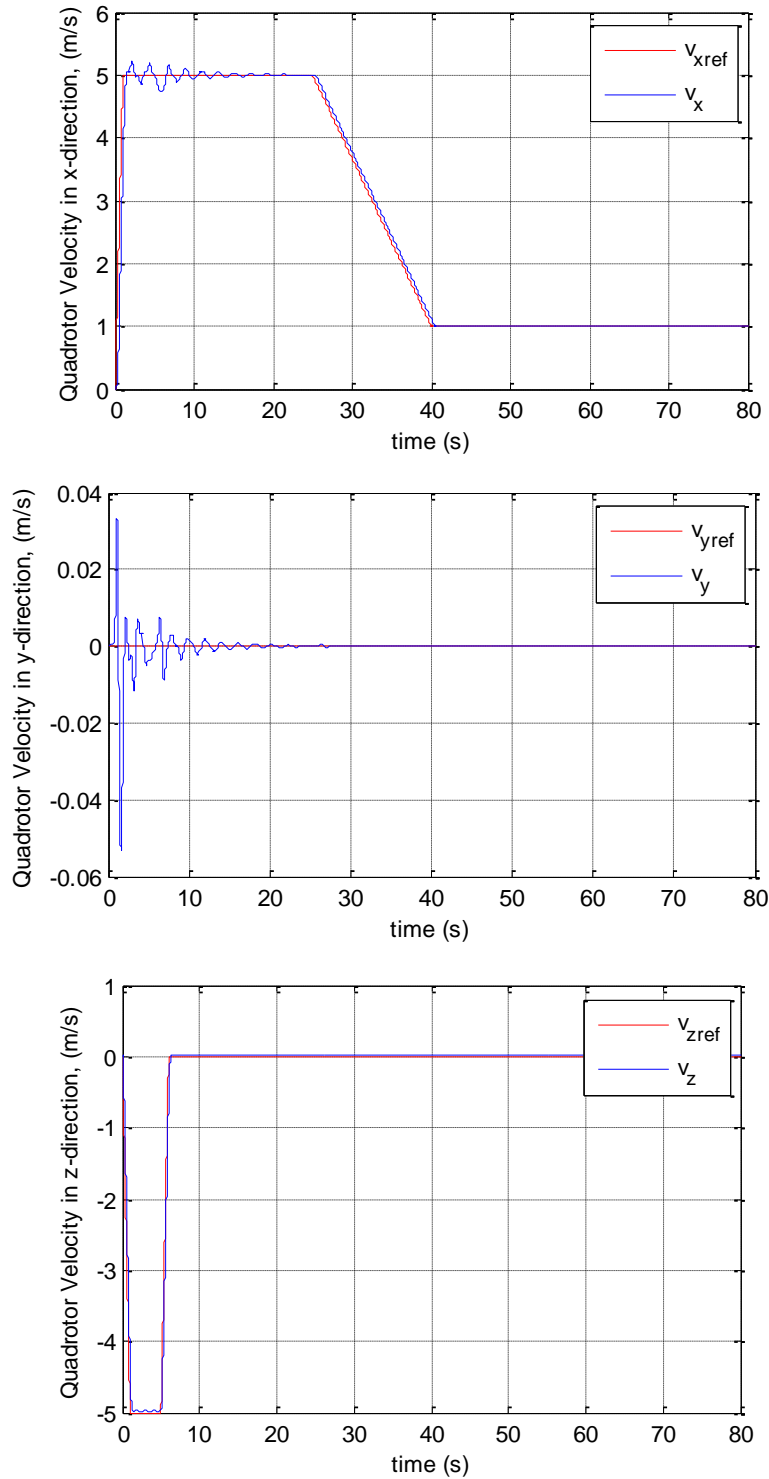 6
5
4
3
2
1
0
0 10 20 30 40 50 60 70 80
time (s)
Quadrotor Velocity in x-direction, (m/s)
v_xref
v_x
0.04
0.02
0
-0.02
-0.04
-0.06
0 10 20 30 40 50 60 70 80
time (s)
Quadrotor Velocity in y-direction, (m/s)
v_yref
v_y
1
0
-1
-2
-3
-4
-5
0 10 20 30 40 50 60 70 80
time (s)
Quadrotor Velocity in z-direction, (m/s)
v_zref
v_z